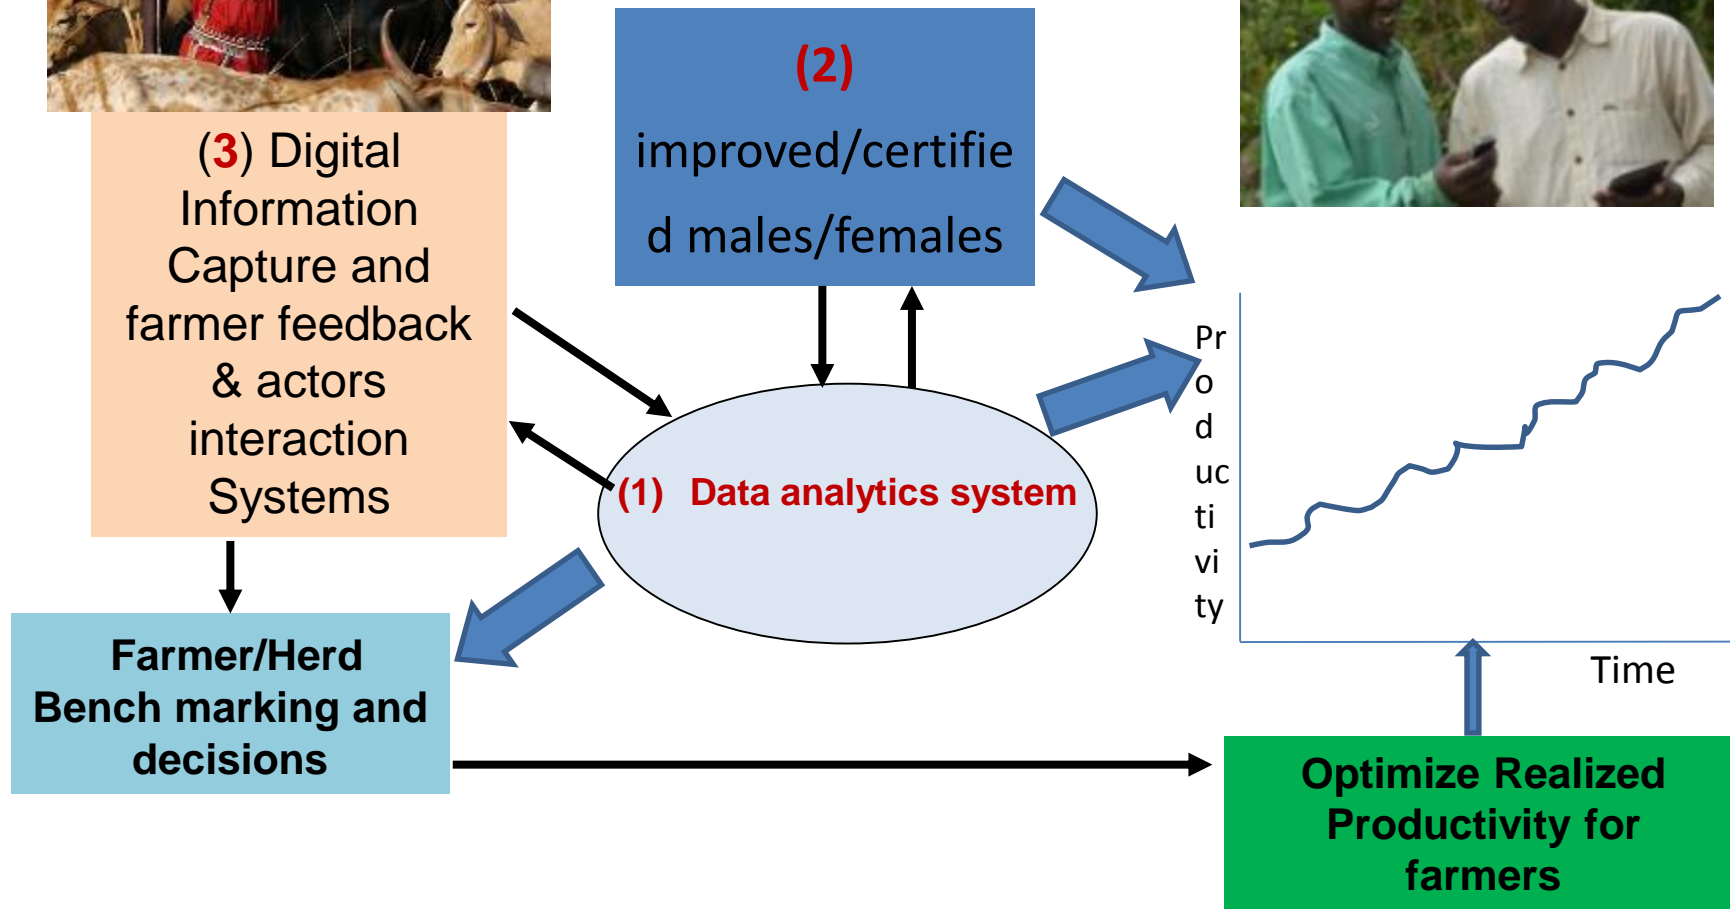 (3) Digital
Information
Capture and
farmer feedback
& actors
interaction
Systems
(2)
improved/certifie
d males/females
(1) Data analytics system
Pr
o
d
uc
ti
vi
ty
Time
Farmer/Herd
Bench marking and
decisions
Optimize Realized
Productivity for
farmers